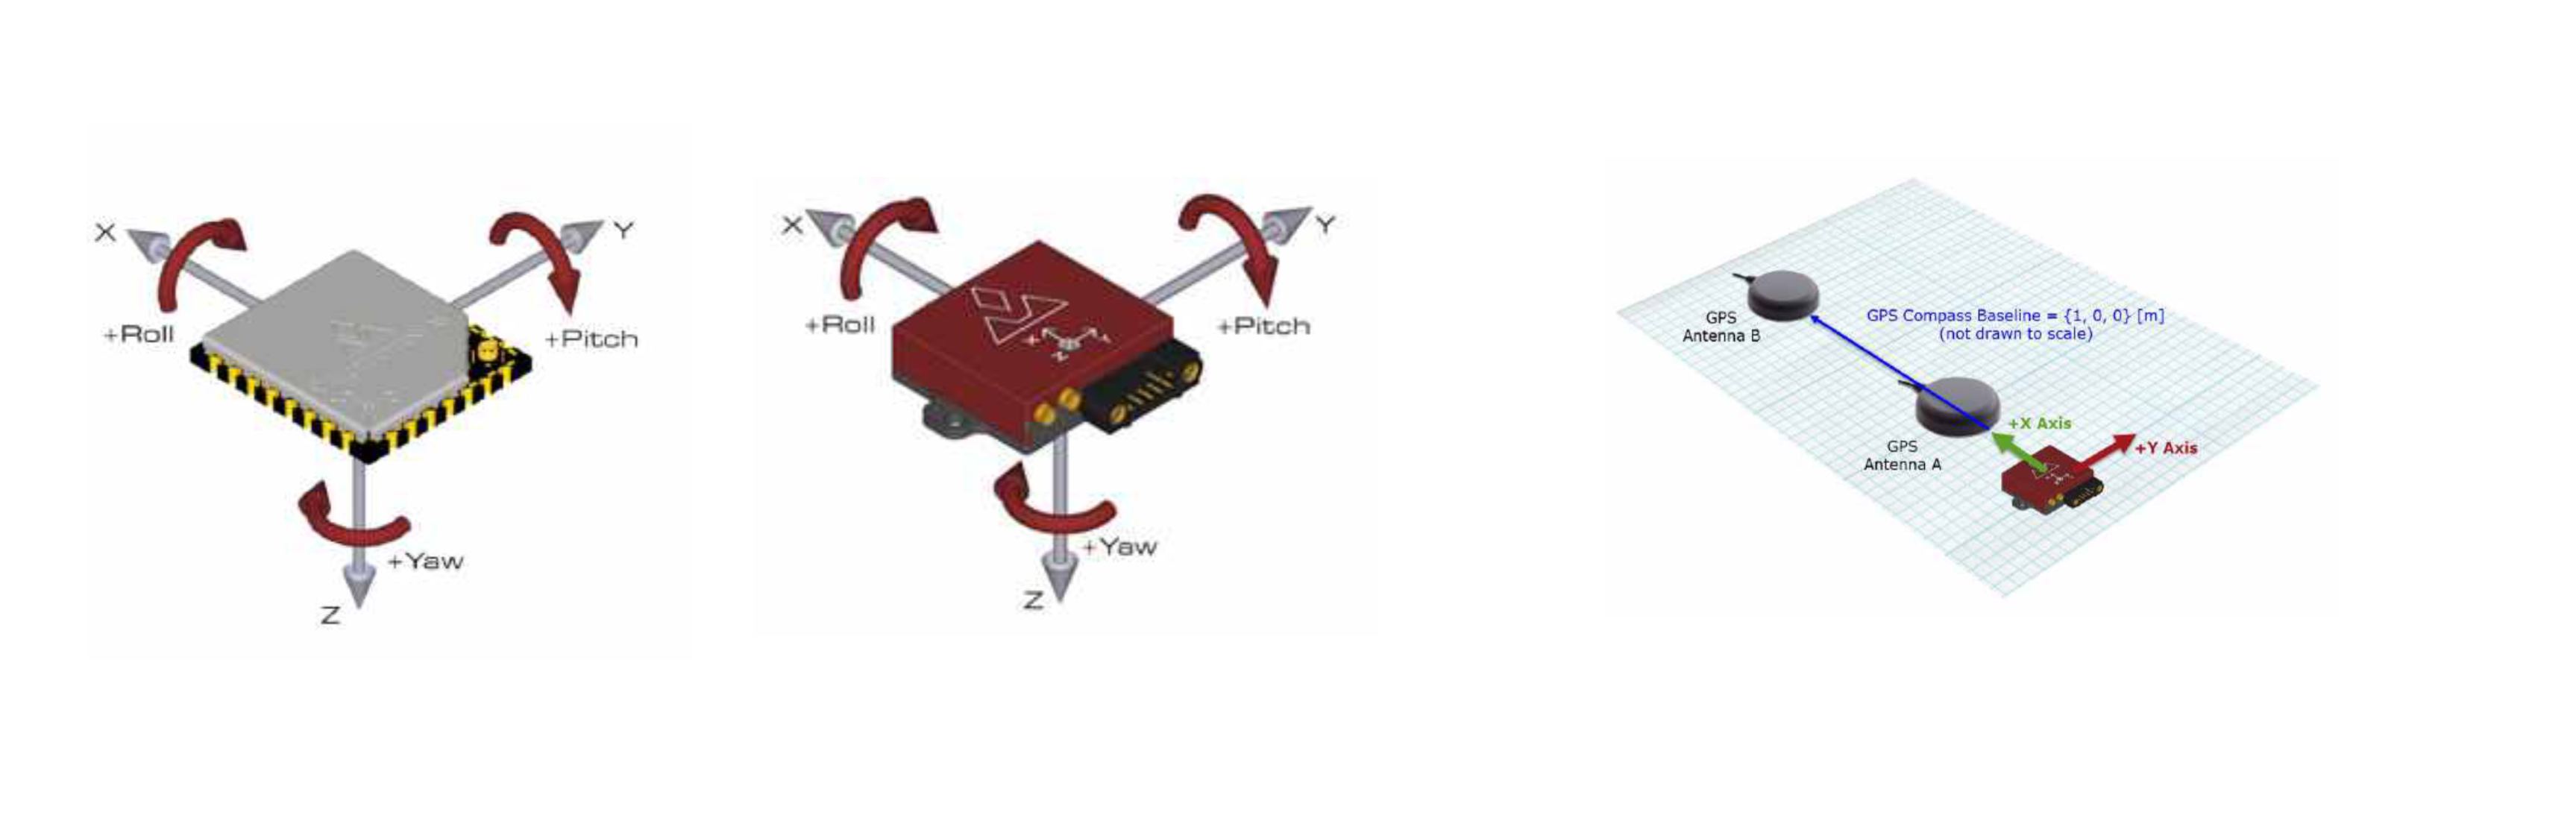 X
Y
+Roll
+Pitch
+Yaw
Z
X
Y
+Roll
+Pitch
X
Y
Z
+Yaw
Z
GPS
Antenna B
GPS Compass Baseline = {1, 0, 0} [m]
(not drawn to scale)
+X Axis
GPS
Antenna A
+Y Axis